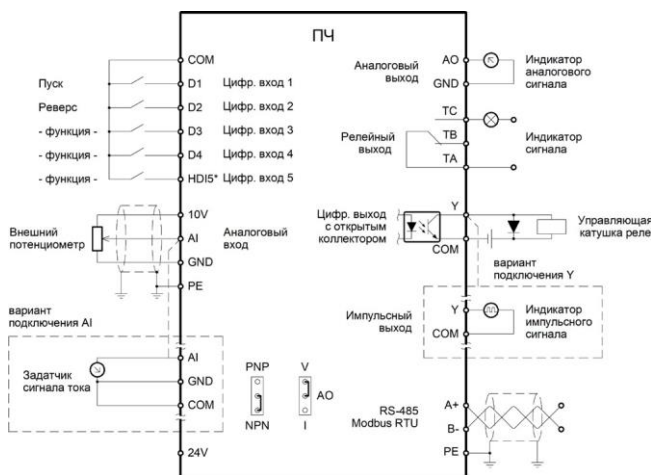 ПЧ
COM
Пуск
D1
Цифр. вход 1
Реверс
D2
Цифр. вход 2
- функция -
D3
Цифр. вход 3
- функция -
D4
Цифр. вход 4
- функция -
HDI5*
Цифр. вход 5
10V
Внешний
потенциометр
AI
Аналоговый
вход
GND
PE
вариант
подключения AI
AI
Задатчик
сигнала тока
GND
COM
24V
PNP
NPN
V
AO
I
Аналоговый
выход
AO
GND
Индикатор
аналогового
сигнала
Релейный
выход
TC
TB
TA
Индикатор
сигнала
Цифр. выход
с открытым
коллектором
Y
COM
Управляющая
катушка реле
вариант
подключения Y
Импульсный
выход
Y
COM
Индикатор
импульсного
сигнала
RS-485
Modbus RTU
A+
B-
PE